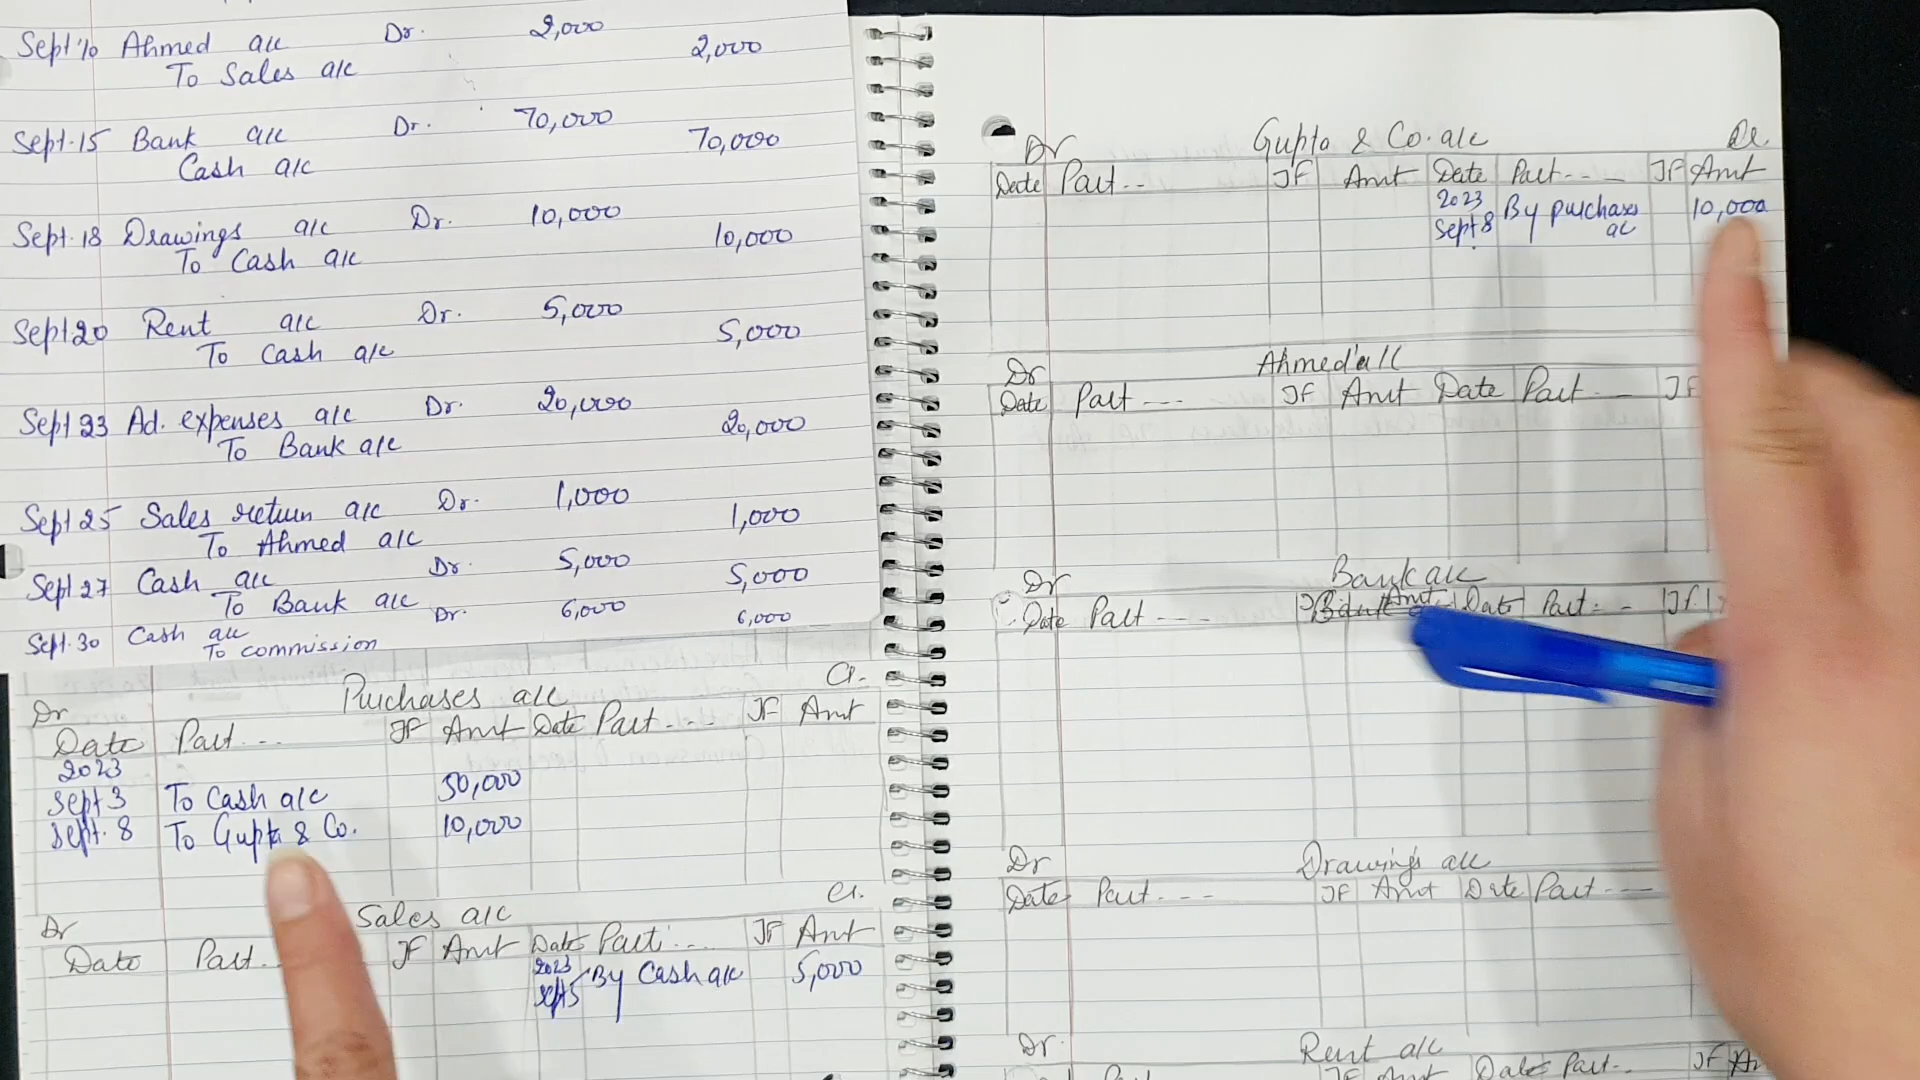 Sept 10 Ahmed a/c Dr. 2,000
To Sales a/c 2,000
Sept.15 Bank a/c Dr. 70,000
Cash a/c 70,000
Sept.18 Drawings a/c Dr. 10,000
To Cash a/c 10,000
Sept 20 Rent a/c Dr. 5,000
To Cash a/c 5,000
Sept 23 Ad. expenses a/c Dr. 20,000
To Bank a/c 20,000
Sept 25 Sales return a/c Dr. 1,000
To Ahmed a/c 1,000
Sept 27 Cash a/c Dr. 5,000
To Bank a/c 5,000
Sept.30 Cash a/c Dr. 6,000
To commission 6,000
Dr Purchases a/c Cr.
Date Part... JF Amt Date Part.... JF Amt
2023
Sept 3 To Cash a/c 50,000
Sept. 8 To Gupta & Co. 10,000
Dr Sales a/c Cr.
Date Part. JF Amt Date Part.... JF Amt
2023
Sept 5 By Cash a/c 5,000
Dr Gupta & Co. a/c
Date Part.. JF Amt Date Part.... JF Amt
2023
Sept 8 By purchases a/c 10,000
Dr Ahmed a/c
Date Part.... JF Amt Date Part.... JF
Dr Bank a/c
Date Part.... Amt Date Part... JF
Dr Drawings a/c
Date Part.... JF Amt Date Part....
Dr. Rent a/c
Part JF Amt Date Part... JF Am